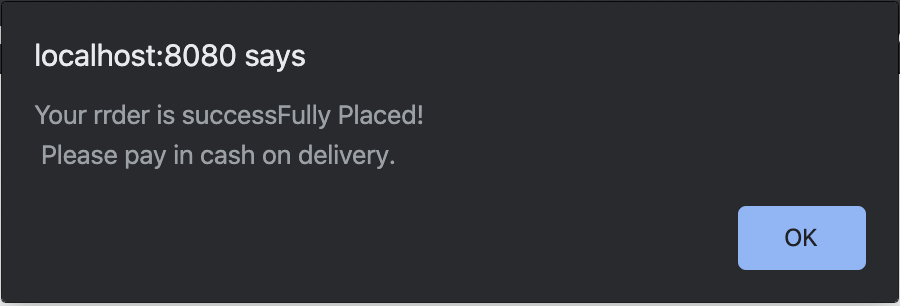 localhost:8080 says
Your rrder is successFully Placed!
Please pay in cash on delivery.
OK